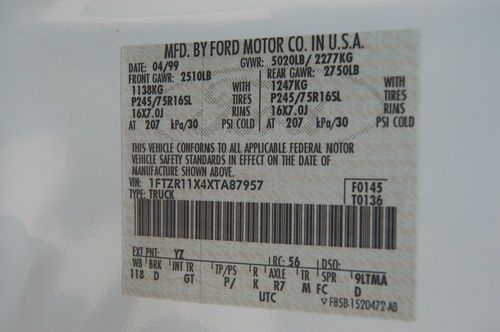 MFD. BY FORD MOTOR CO. IN U.S.A.
DATE: 04/99 GVWR: 5020LB/ 2277KG
FRONT GAWR: 2510LB REAR GAWR: 2750LB
1138KG WITH 1247KG WITH
P245/75R16SL TIRES P245/75R16SL TIRES
16X7.0J RIMS 16X7.0J RIMS
AT 207 kPa/30 PSI COLD AT 207 kPa/30 PSI COLD
THIS VEHICLE CONFORMS TO ALL APPLICABLE FEDERAL MOTOR
VEHICLE SAFETY STANDARDS IN EFFECT ON THE DATE OF
MANUFACTURE SHOWN ABOVE.
VIN: 1FTZR11X4XTA87957 F0145
TYPE: TRUCK T0136
EXT PNT: YZ RC: 56 DSO:
WB BRK INT TR TP/PS R AXLE TR SPR 9LTMA
118 D GT P/ K R7 M FC D
UTC ▽ F85B-1520472-AB